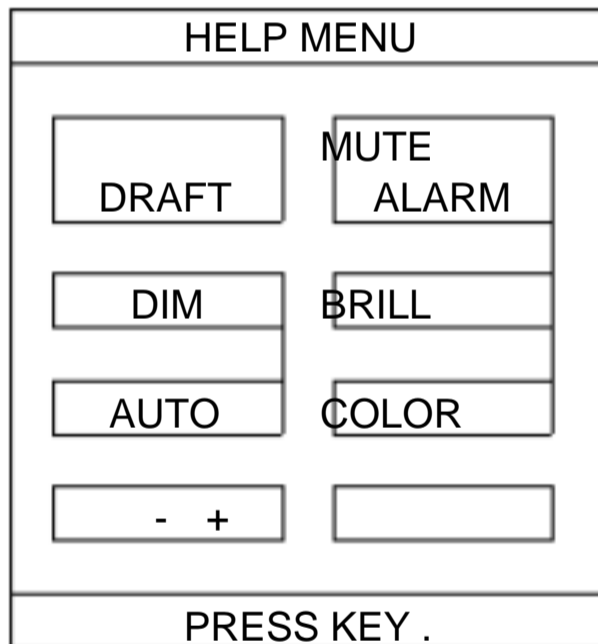 HELP MENU
MUTE
DRAFT ALARM
DIM BRILL
AUTO COLOR
- +
PRESS KEY .